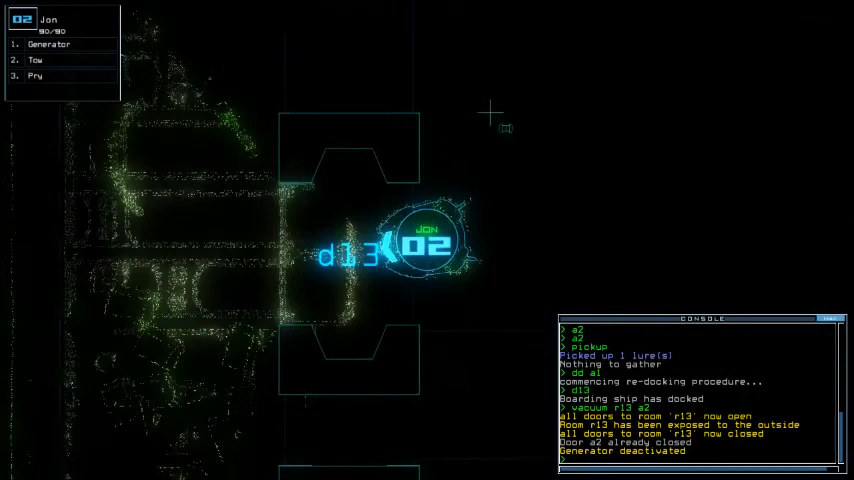 02 Jon
90/90
1. Generator
2. Tow
3. Pry
d13
Jon
02
CONSOLE
> a2
> a2
> pickup
Picked up 1 lure(s)
Nothing to gather
> dd a1
commencing re-docking procedure...
> d13
Boarding ship has docked
> vacuum r13 a2
all doors to room 'r13' now open
Room r13 has been exposed to the outside
all doors to room 'r13' now closed
Door a2 already closed
Generator deactivated
>